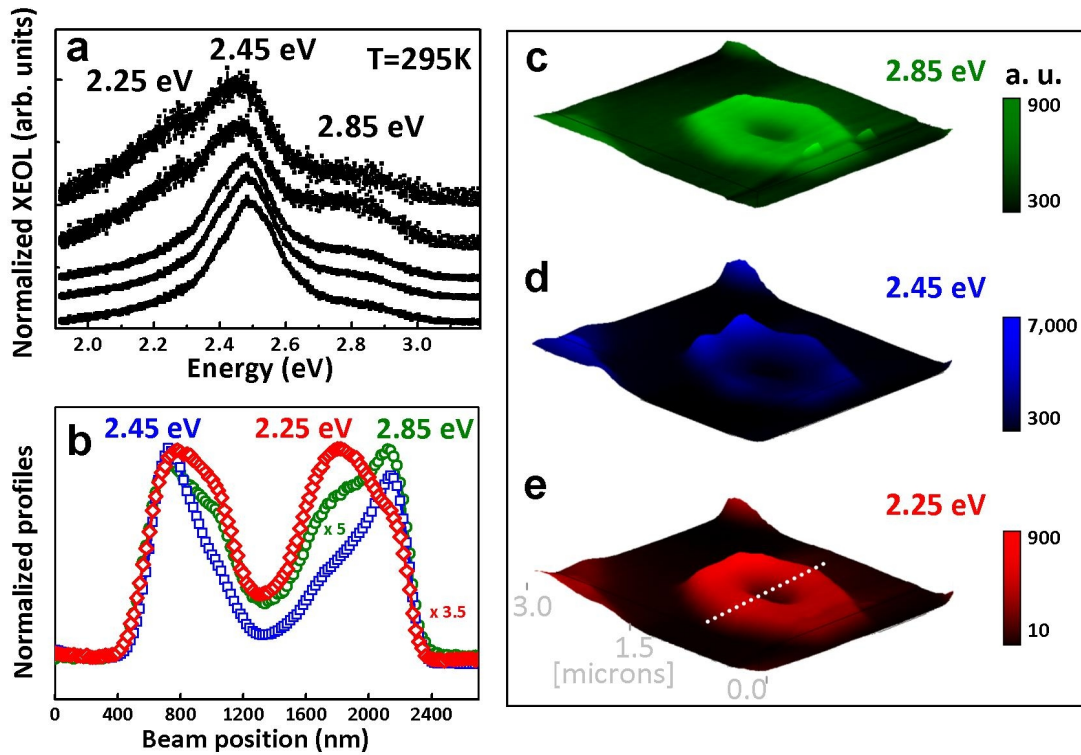 a
2.45 eV
T=295K
2.25 eV
2.85 eV
Normalized XEOL (arb. units)
2.0 2.2 2.4 2.6 2.8 3.0
Energy (eV)
b
2.45 eV 2.25 eV 2.85 eV
x 5
x 3.5
Normalized profiles
0 400 800 1200 1600 2000 2400
Beam position (nm)
c
2.85 eV
a. u.
900
300
d
2.45 eV
7,000
300
e
2.25 eV
900
10
3.0
1.5
[microns]
0.0